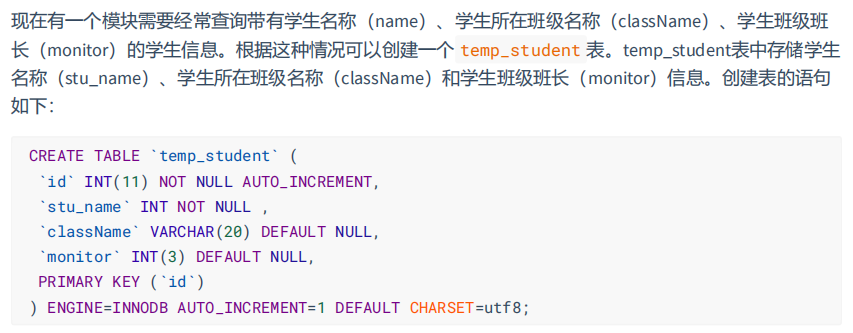 现在有一个模块需要经常查询带有学生名称（name）、学生所在班级名称（className）、学生班级班
长（monitor）的学生信息。根据这种情况可以创建一个 temp_student 表。temp_student表中存储学生
名称（stu_name）、学生所在班级名称（className）和学生班级班长（monitor）信息。创建表的语句
如下：
CREATE TABLE `temp_student` (
`id` INT(11) NOT NULL AUTO_INCREMENT,
`stu_name` INT NOT NULL ,
`className` VARCHAR(20) DEFAULT NULL,
`monitor` INT(3) DEFAULT NULL,
PRIMARY KEY (`id`)
) ENGINE=INNODB AUTO_INCREMENT=1 DEFAULT CHARSET=utf8;